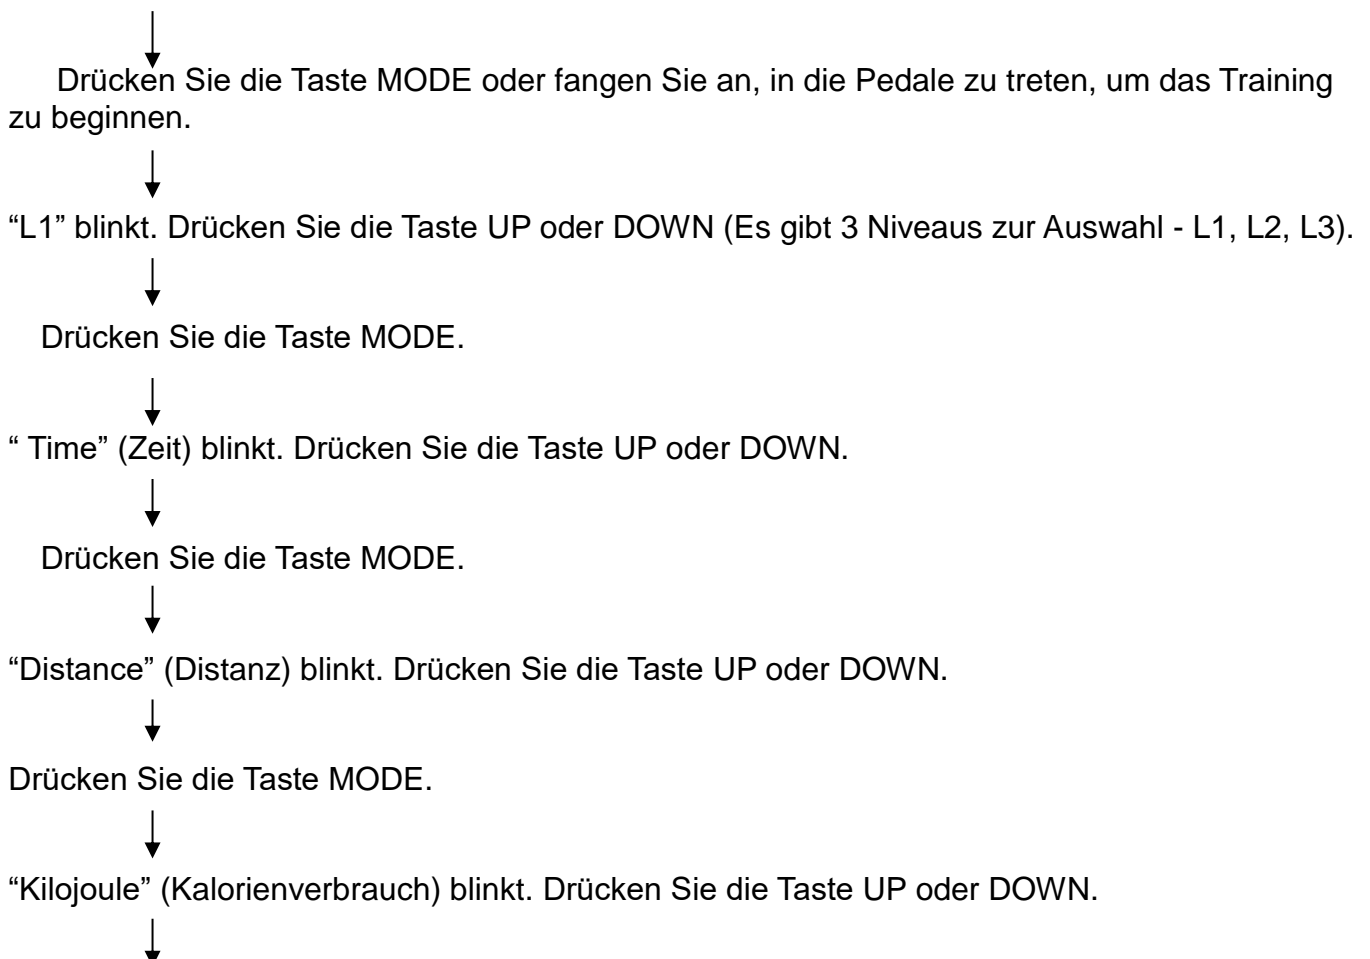 Drücken Sie die Taste MODE oder fangen Sie an, in die Pedale zu treten, um das Training
zu beginnen.
“L1” blinkt. Drücken Sie die Taste UP oder DOWN (Es gibt 3 Niveaus zur Auswahl - L1, L2, L3).
Drücken Sie die Taste MODE.
“ Time” (Zeit) blinkt. Drücken Sie die Taste UP oder DOWN.
Drücken Sie die Taste MODE.
“Distance” (Distanz) blinkt. Drücken Sie die Taste UP oder DOWN.
Drücken Sie die Taste MODE.
“Kilojoule” (Kalorienverbrauch) blinkt. Drücken Sie die Taste UP oder DOWN.